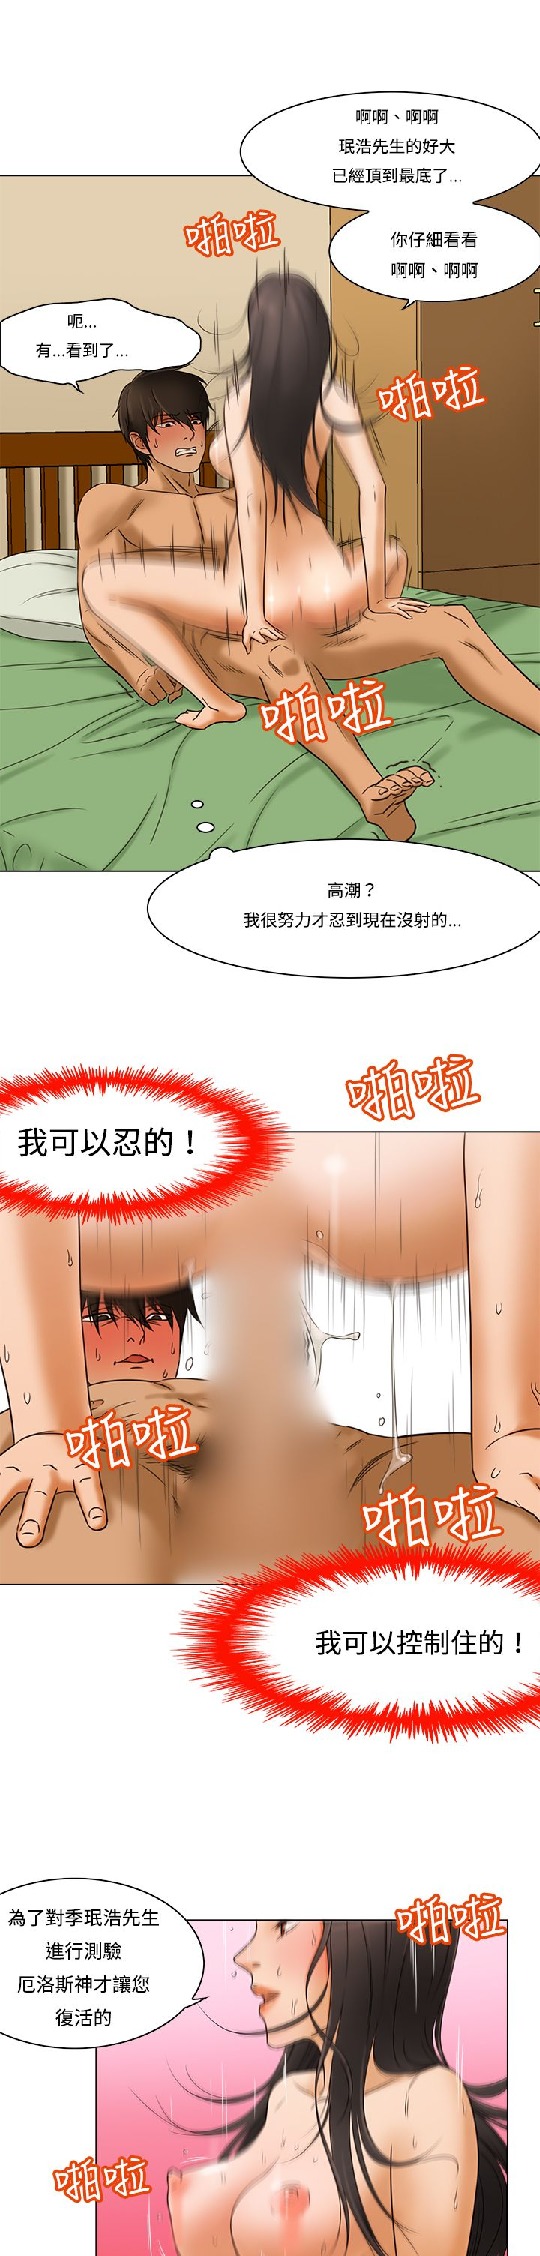 啊啊、啊啊
珉浩先生的好大
已經頂到最底了...
啪啦
你仔細看看
啊啊、啊啊
呃...
有...看到了...
啪啦
啪啦
高潮？
我很努力才忍到現在沒射的...
啪啦
我可以忍的！
啪啦
啪啦
我可以控制住的！
啪啦
為了對季珉浩先生
進行測驗
厄洛斯神才讓您
復活的
啪啦